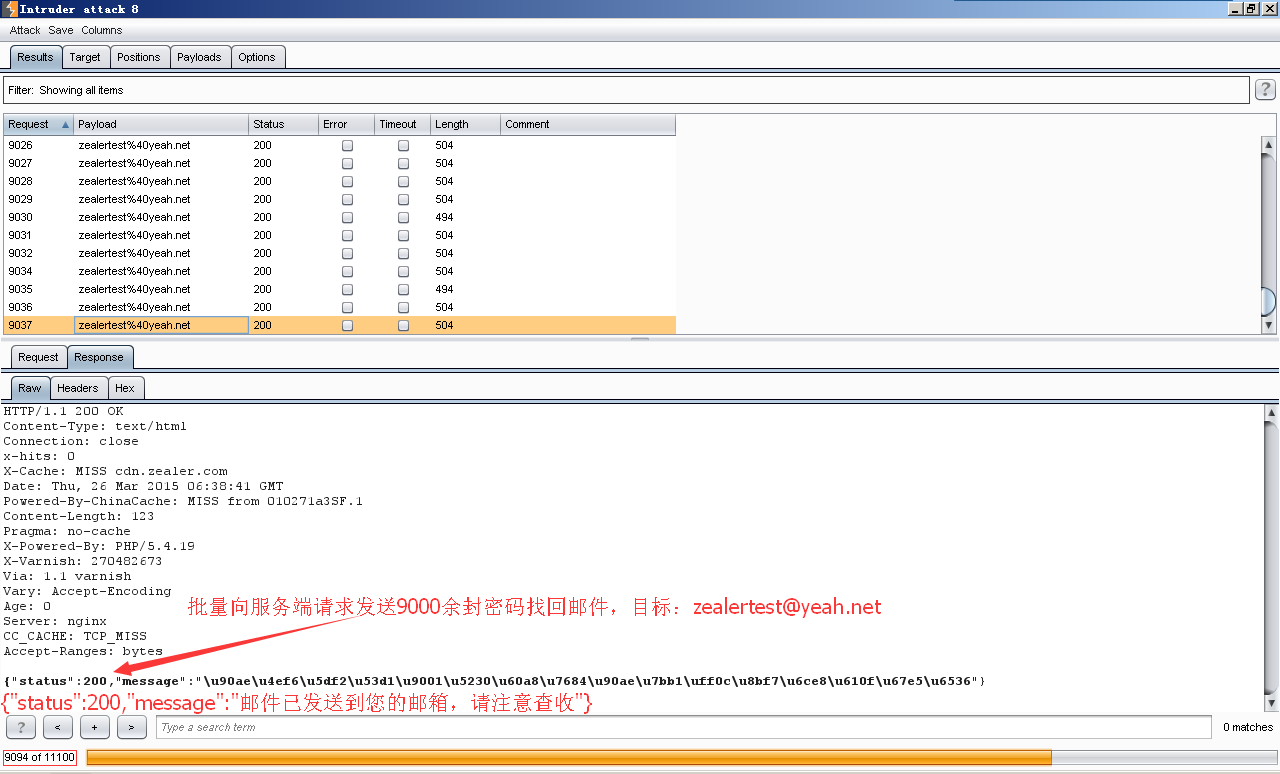 Intruder attack 8
Attack Save Columns
Results Target Positions Payloads Options
Filter: Showing all items ?
Request Payload Status Error Timeout Length Comment
9026 zealertest%40yeah.net 200 504
9027 zealertest%40yeah.net 200 504
9028 zealertest%40yeah.net 200 504
9029 zealertest%40yeah.net 200 504
9030 zealertest%40yeah.net 200 494
9031 zealertest%40yeah.net 200 504
9032 zealertest%40yeah.net 200 504
9034 zealertest%40yeah.net 200 504
9035 zealertest%40yeah.net 200 494
9036 zealertest%40yeah.net 200 504
9037 zealertest%40yeah.net 200 504
Request Response
Raw Headers Hex
HTTP/1.1 200 OK
Content-Type: text/html
Connection: close
x-hits: 0
X-Cache: MISS cdn.zealer.com
Date: Thu, 26 Mar 2015 06:38:41 GMT
Powered-By-ChinaCache: MISS from 010271a3SF.1
Content-Length: 123
Pragma: no-cache
X-Powered-By: PHP/5.4.19
X-Varnish: 270482673
Via: 1.1 varnish
Vary: Accept-Encoding
Age: 0
批量向服务端请求发送9000余封密码找回邮件，目标：zealertest@yeah.net
Server: nginx
CC_CACHE: TCP_MISS
Accept-Ranges: bytes
{"status":200,"message":"\u90ae\u4ef6\u5df2\u53d1\u9001\u5230\u60a8\u7684\u90ae\u7bb1\uff0c\u8bf7\u6ce8\u610f\u67e5\u6536"}
{"status":200,"message":"邮件已发送到您的邮箱，请注意查收"}
? < + > Type a search term 0 matches
9094 of 11100